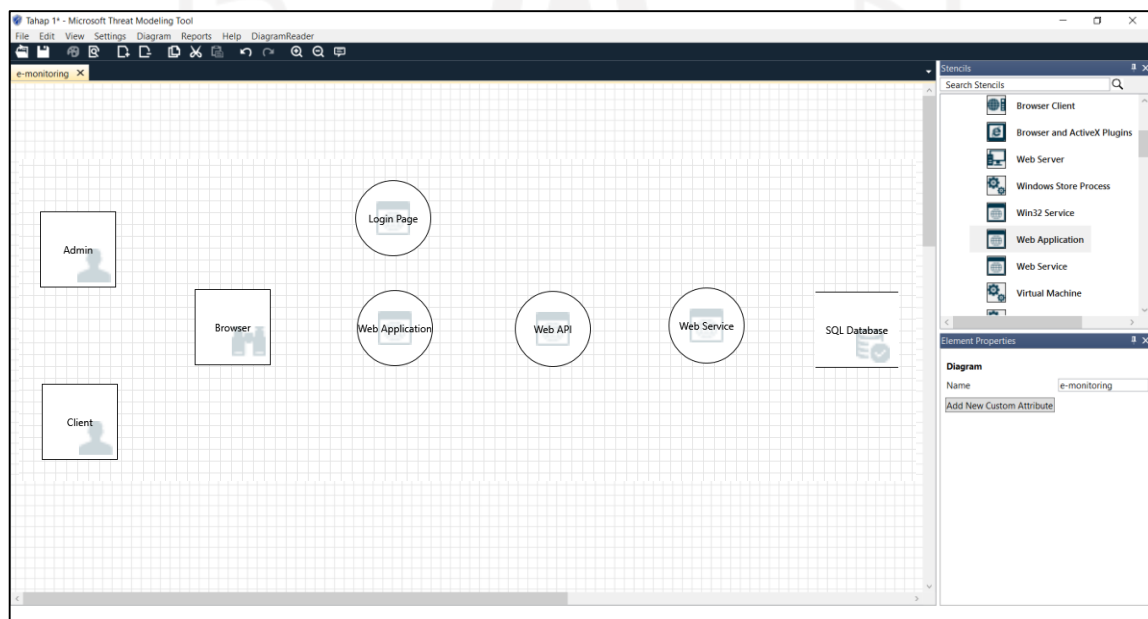 Tahap 1* - Microsoft Threat Modeling Tool
File Edit View Settings Diagram Reports Help DiagramReader
e-monitoring
Login Page
Admin
Browser
Web Application
Web API
Web Service
SQL Database
Client
Stencils
Search Stencils
Browser Client
Browser and ActiveX Plugins
Web Server
Windows Store Process
Win32 Service
Web Application
Web Service
Virtual Machine
Element Properties
Diagram
Name e-monitoring
Add New Custom Attribute